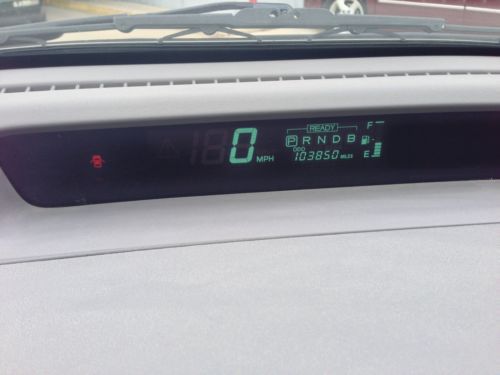 READY F
0 MPH P R N D B
ODO
103850 MILES E